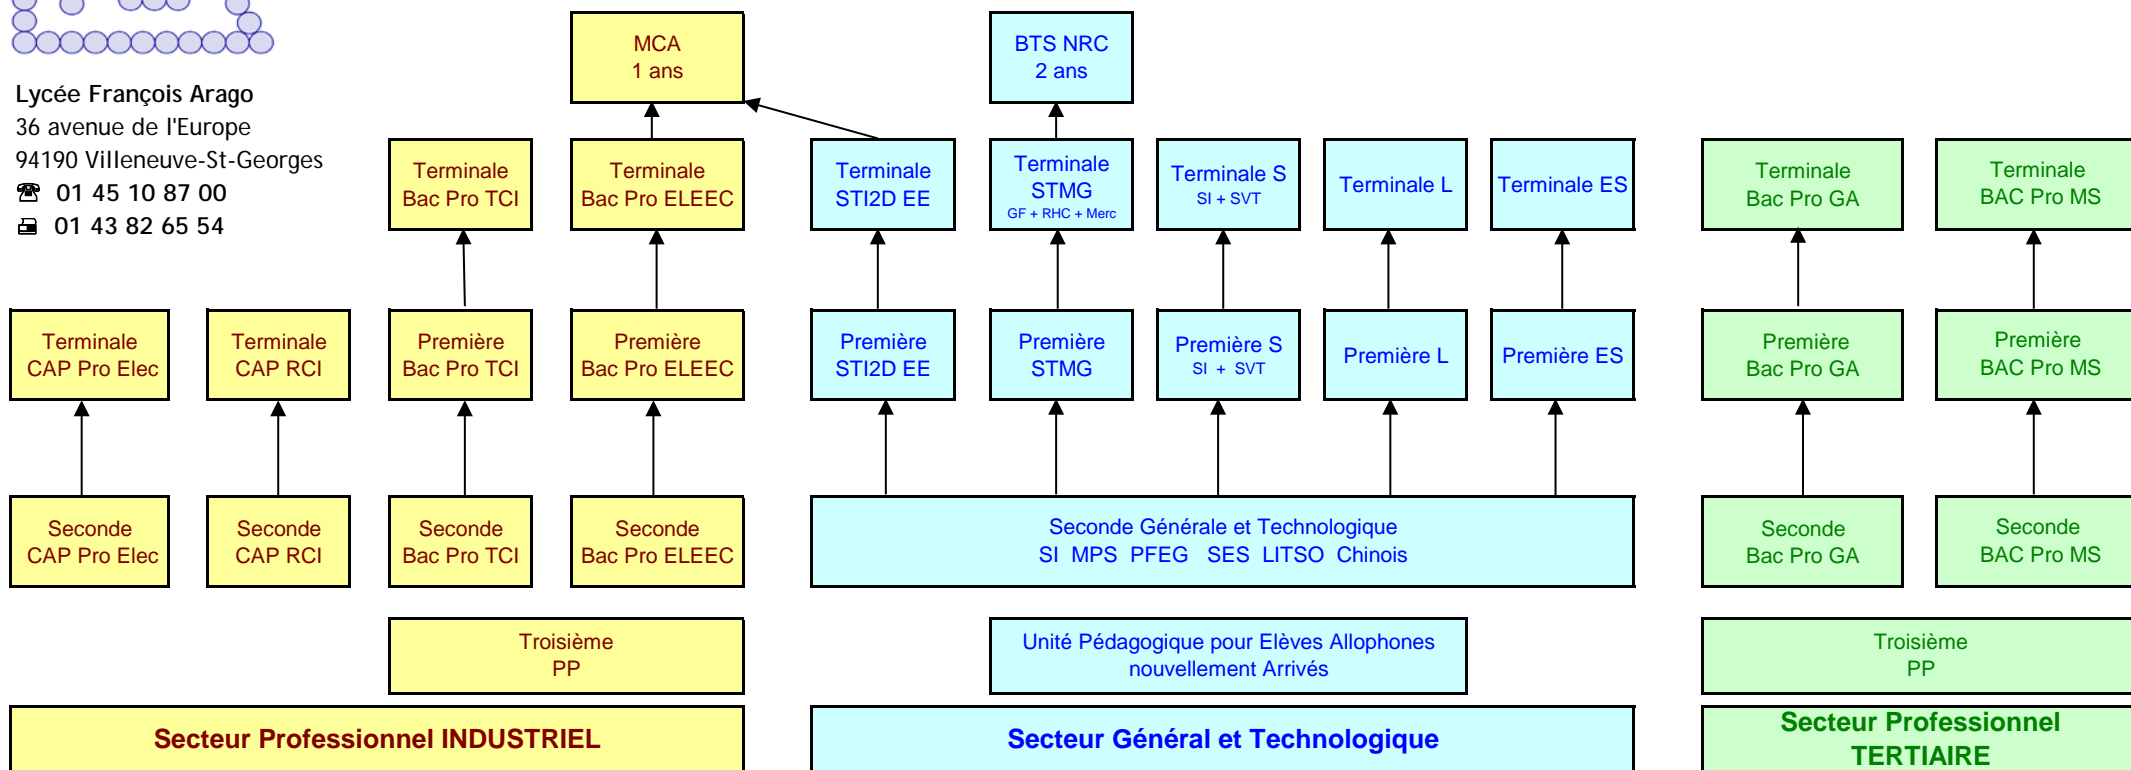 MCA
1 ans
BTS NRC
2 ans
Lycée François Arago
36 avenue de l'Europe
94190 Villeneuve-St-Georges
☎ 01 45 10 87 00
📠 01 43 82 65 54
Terminale
Bac Pro TCI
Terminale
Bac Pro ELEEC
Terminale
STI2D EE
Terminale
STMG
GF + RHC + Merc
Terminale S
SI + SVT
Terminale L
Terminale ES
Terminale
Bac Pro GA
Terminale
BAC Pro MS
Terminale
CAP Pro Elec
Terminale
CAP RCI
Première
Bac Pro TCI
Première
Bac Pro ELEEC
Première
STI2D EE
Première
STMG
Première S
SI + SVT
Première L
Première ES
Première
Bac Pro GA
Première
BAC Pro MS
Seconde
CAP Pro Elec
Seconde
CAP RCI
Seconde
Bac Pro TCI
Seconde
Bac Pro ELEEC
Seconde Générale et Technologique
SI MPS PFEG SES LITSO Chinois
Seconde
Bac Pro GA
Seconde
BAC Pro MS
Troisième
PP
Unité Pédagogique pour Elèves Allophones
nouvellement Arrivés
Troisième
PP
Secteur Professionnel INDUSTRIEL
Secteur Général et Technologique
Secteur Professionnel
TERTIAIRE